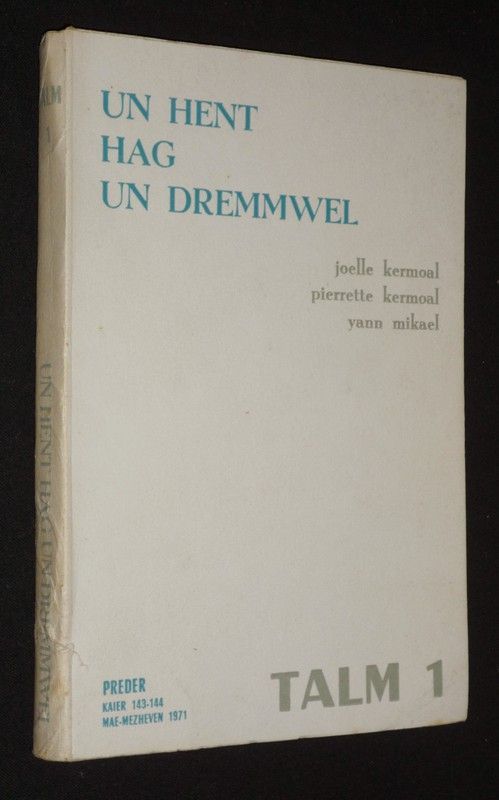 TALM
1
UN HENT HAG UN DREMMWEL
UN HENT
HAG
UN DREMMWEL
joelle kermoal
pierrette kermoal
yann mikael
PREDER
KAIER 143-144
MAE-MEZHEVEN 1971
TALM 1